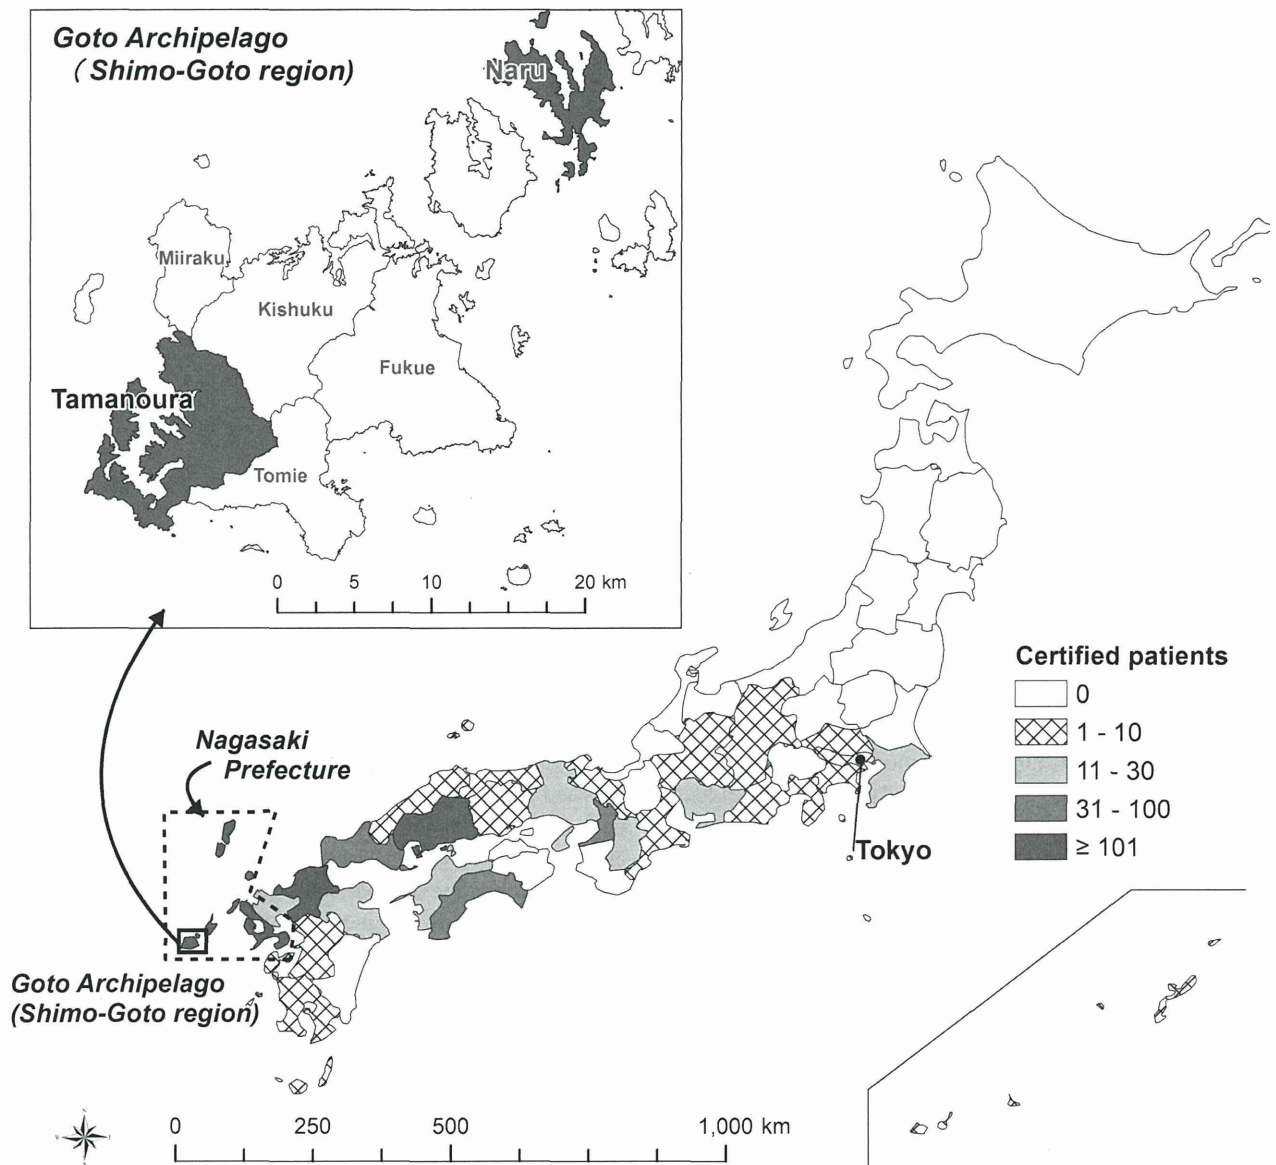 Goto Archipelago
( Shimo-Goto region)
Naru
Miiraku
Kishuku
Fukue
Tamanoura
Tomie
0 5 10 20 km
Certified patients
0
1 - 10
11 - 30
31 - 100
≥ 101
Nagasaki
Prefecture
Tokyo
Goto Archipelago
(Shimo-Goto region)
0 250 500 1,000 km